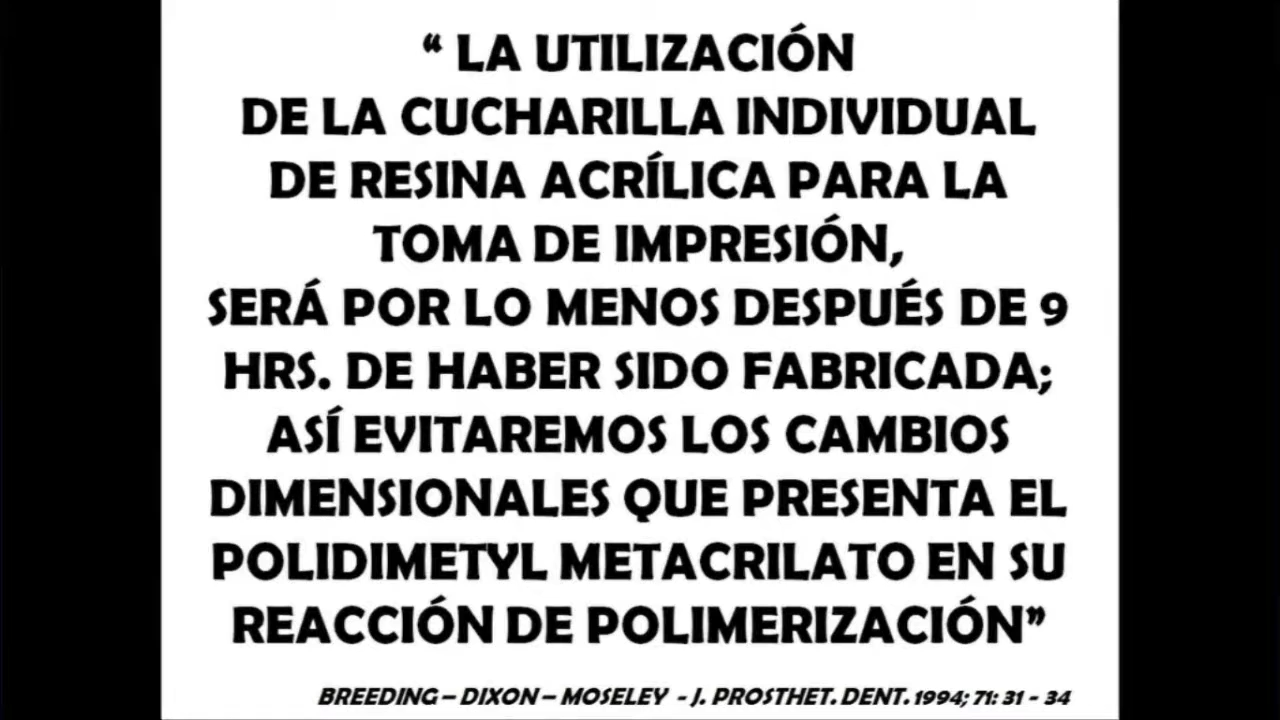 “ LA UTILIZACIÓN
DE LA CUCHARILLA INDIVIDUAL
DE RESINA ACRÍLICA PARA LA
TOMA DE IMPRESIÓN,
SERÁ POR LO MENOS DESPUÉS DE 9
HRS. DE HABER SIDO FABRICADA;
ASÍ EVITAREMOS LOS CAMBIOS
DIMENSIONALES QUE PRESENTA EL
POLIDIMETYL METACRILATO EN SU
REACCIÓN DE POLIMERIZACIÓN”
BREEDING – DIXON – MOSELEY - J. PROSTHET. DENT. 1994; 71: 31 - 34